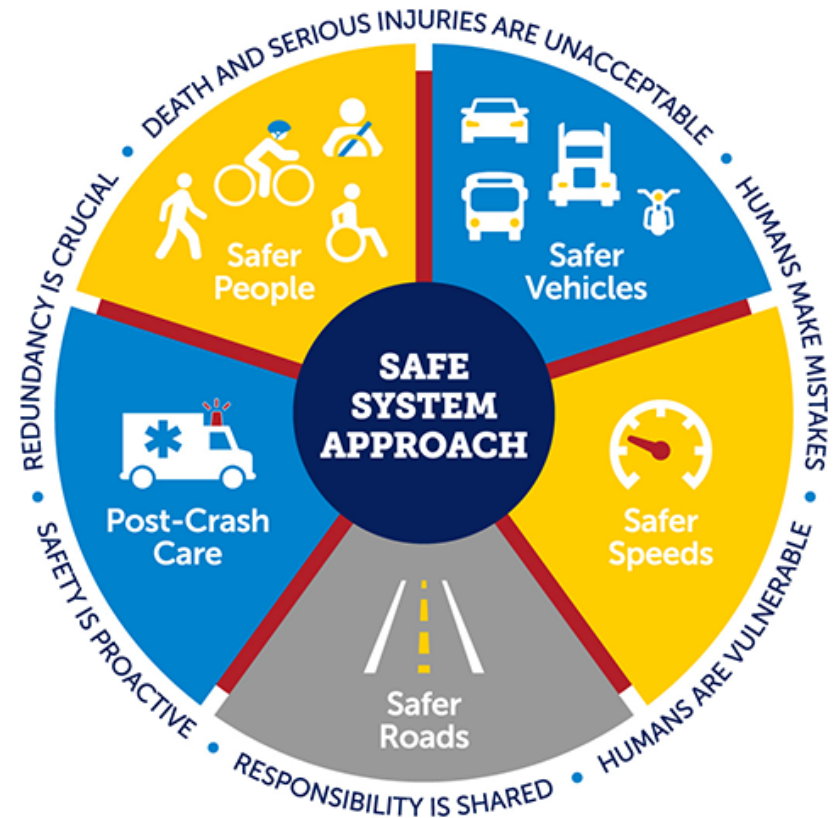 DEATH AND SERIOUS INJURIES ARE UNACCEPTABLE
HUMANS MAKE MISTAKES
HUMANS ARE VULNERABLE
RESPONSIBILITY IS SHARED
SAFETY IS PROACTIVE
REDUNDANCY IS CRUCIAL
Safer
People
Safer
Vehicles
SAFE
SYSTEM
APPROACH
Post-Crash
Care
Safer
Speeds
Safer
Roads